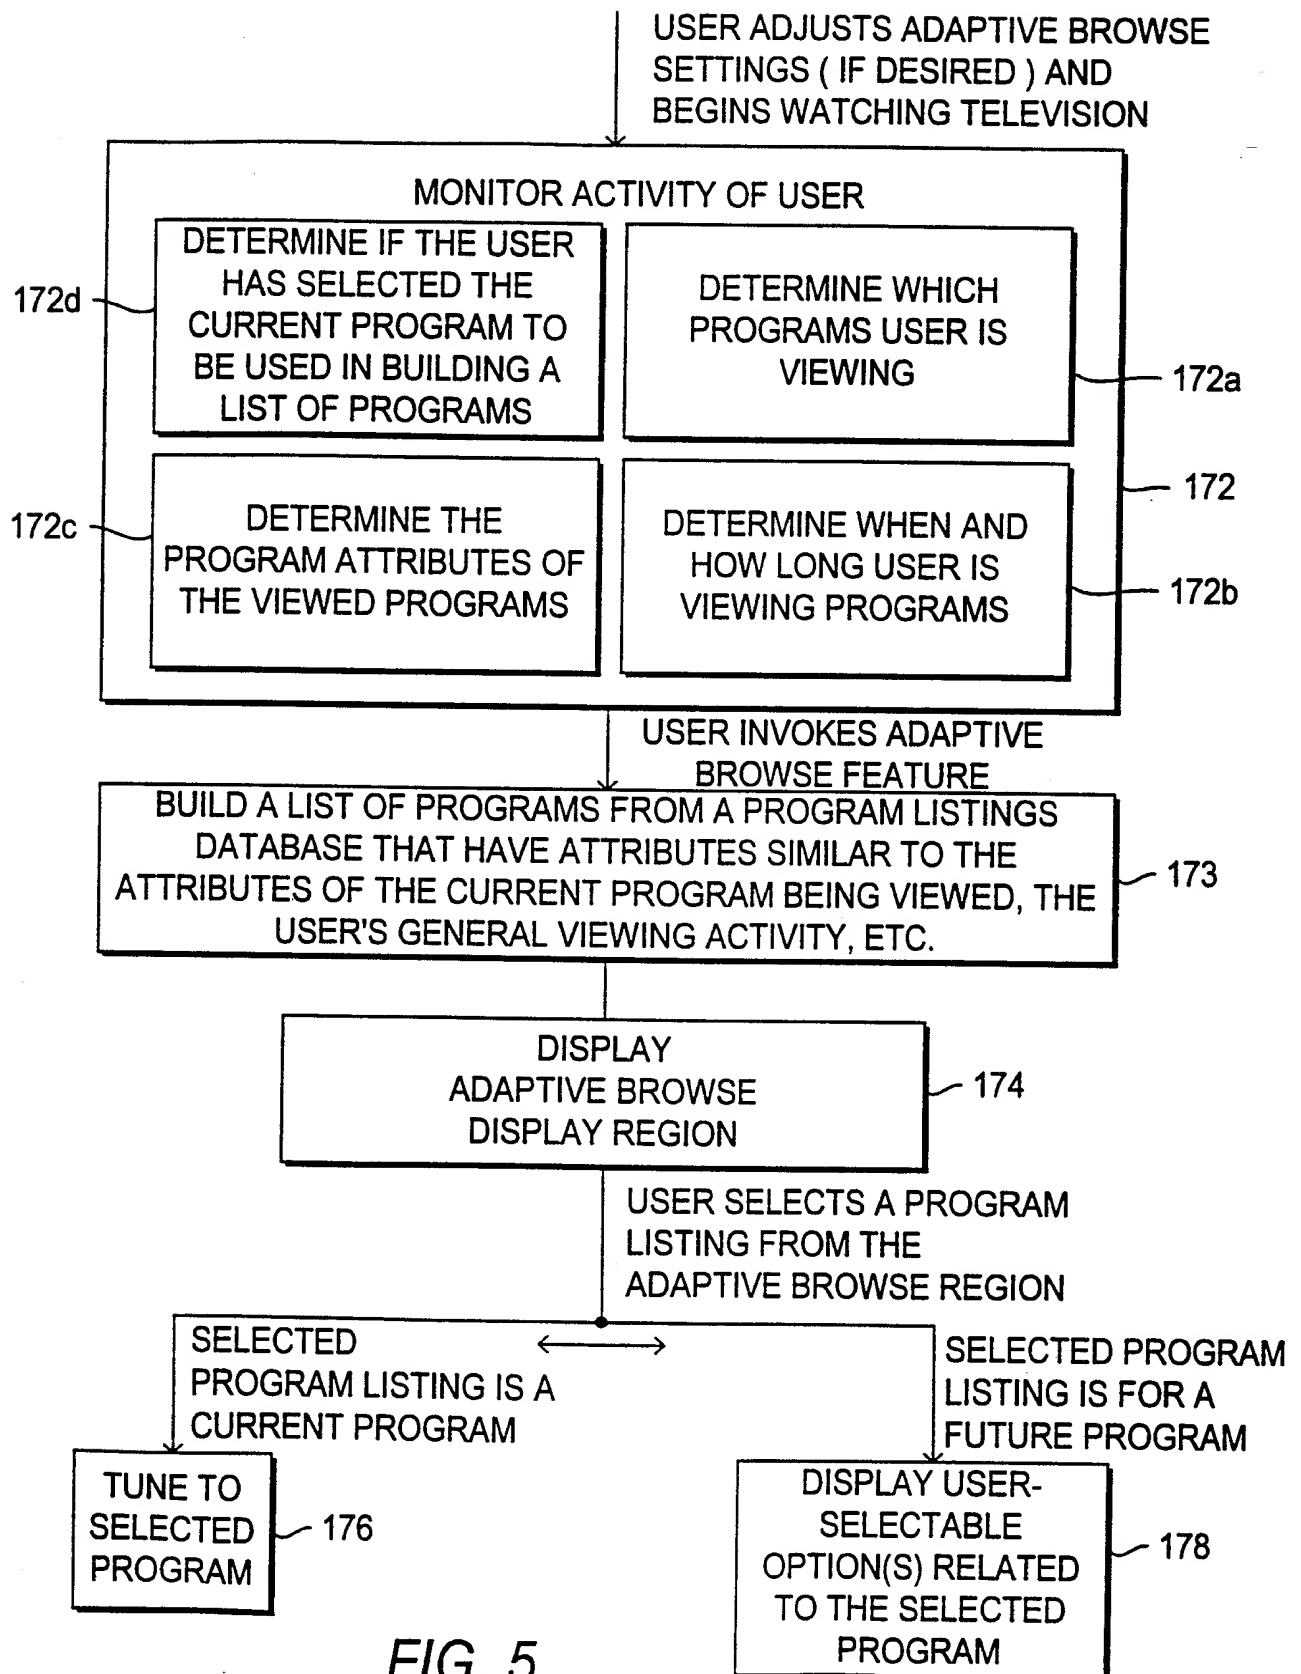 USER ADJUSTS ADAPTIVE BROWSE
SETTINGS ( IF DESIRED ) AND
BEGINS WATCHING TELEVISION
MONITOR ACTIVITY OF USER
DETERMINE IF THE USER
HAS SELECTED THE
CURRENT PROGRAM TO
BE USED IN BUILDING A
LIST OF PROGRAMS
172d
DETERMINE WHICH
PROGRAMS USER IS
VIEWING
172a
172
DETERMINE THE
PROGRAM ATTRIBUTES OF
THE VIEWED PROGRAMS
172c
DETERMINE WHEN AND
HOW LONG USER IS
VIEWING PROGRAMS
172b
USER INVOKES ADAPTIVE
BROWSE FEATURE
BUILD A LIST OF PROGRAMS FROM A PROGRAM LISTINGS
DATABASE THAT HAVE ATTRIBUTES SIMILAR TO THE
ATTRIBUTES OF THE CURRENT PROGRAM BEING VIEWED, THE
USER'S GENERAL VIEWING ACTIVITY, ETC.
173
DISPLAY
ADAPTIVE BROWSE
DISPLAY REGION
174
USER SELECTS A PROGRAM
LISTING FROM THE
ADAPTIVE BROWSE REGION
SELECTED
PROGRAM LISTING IS A
CURRENT PROGRAM
SELECTED PROGRAM
LISTING IS FOR A
FUTURE PROGRAM
TUNE TO
SELECTED
PROGRAM
176
DISPLAY USER-
SELECTABLE
OPTION(S) RELATED
TO THE SELECTED
PROGRAM
178
FIG. 5